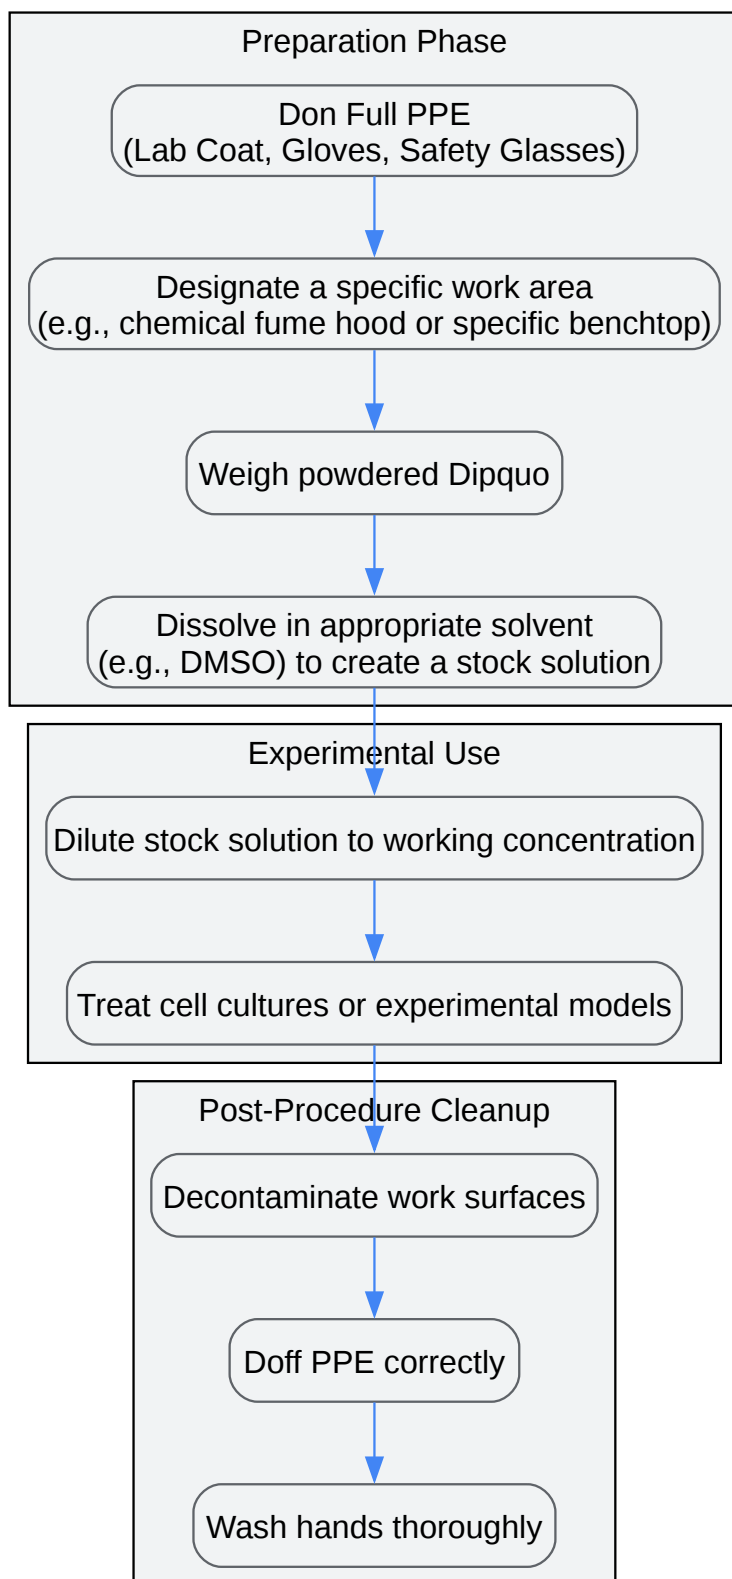 Preparation Phase
Don Full PPE
(Lab Coat, Gloves, Safety Glasses)
Designate a specific work area
(e.g., chemical fume hood or specific benchtop)
Weigh powdered Dipquo
Dissolve in appropriate solvent
(e.g., DMSO) to create a stock solution
Experimental Use
Dilute stock solution to working concentration
Treat cell cultures or experimental models
Post-Procedure Cleanup
Decontaminate work surfaces
Doff PPE correctly
Wash hands thoroughly